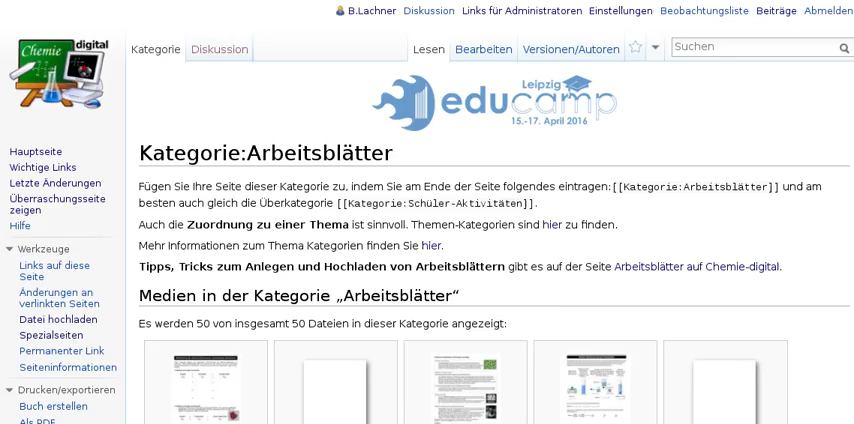 B.Lachner Diskussion Links für Administratoren Einstellungen Beobachtungsliste Beiträge Abmelden
Chemie digital
Kategorie Diskussion Lesen Bearbeiten Versionen/Autoren Suchen
Leipzig
educamp
15.-17. April 2016
Hauptseite
Wichtige Links
Letzte Änderungen
Überraschungsseite
zeigen
Hilfe
Werkzeuge
Links auf diese
Seite
Änderungen an
verlinkten Seiten
Datei hochladen
Spezialseiten
Permanenter Link
Seiteninformationen
Drucken/exportieren
Buch erstellen
Als PDF
Kategorie:Arbeitsblätter
Fügen Sie Ihre Seite dieser Kategorie zu, indem Sie am Ende der Seite folgendes eintragen:[[Kategorie:Arbeitsblätter]] und am
besten auch gleich die Überkategorie [[Kategorie:Schüler-Aktivitäten]].
Auch die Zuordnung zu einer Thema ist sinnvoll. Themen-Kategorien sind hier zu finden.
Mehr Informationen zum Thema Kategorien finden Sie hier.
Tipps, Tricks zum Anlegen und Hochladen von Arbeitsblättern gibt es auf der Seite Arbeitsblätter auf Chemie-digital.
Medien in der Kategorie „Arbeitsblätter“
Es werden 50 von insgesamt 50 Dateien in dieser Kategorie angezeigt: